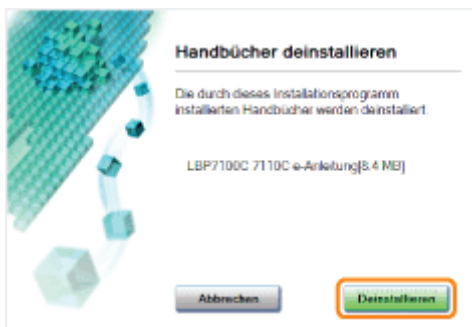 Handbücher deinstallieren
Die durch dieses Installationsprogramm
installierten Handbücher werden deinstalliert.
LBP7100C 7110C e-Anleitung[8.4 MB]
Abbrechen
Deinstallieren